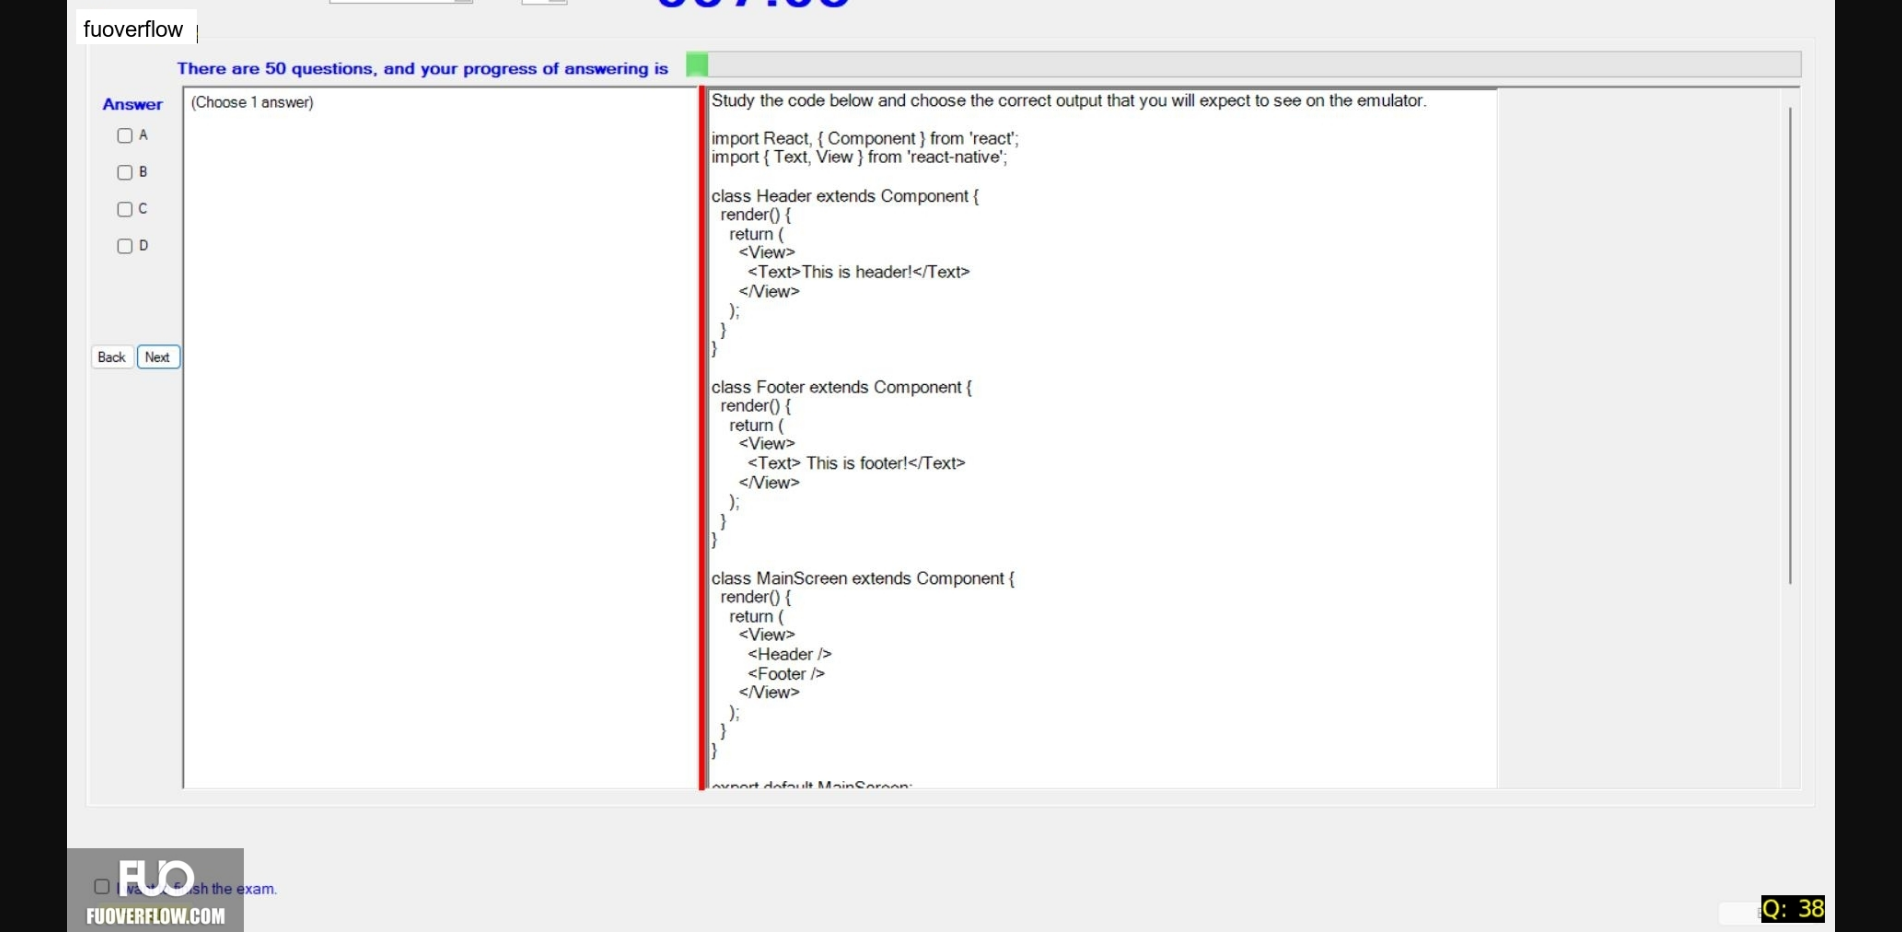 fuoverflow
There are 50 questions, and your progress of answering is
Answer
A
B
C
D
Back Next
(Choose 1 answer)
Study the code below and choose the correct output that you will expect to see on the emulator.
import React, { Component } from 'react';
import { Text, View } from 'react-native';
class Header extends Component {
render() {
return (
<View>
<Text>This is header!</Text>
</View>
);
}
}
class Footer extends Component {
render() {
return (
<View>
<Text> This is footer!</Text>
</View>
);
}
}
class MainScreen extends Component {
render() {
return (
<View>
<Header />
<Footer />
</View>
);
}
}
export default MainScreen;
FUO
the exam.
FUOVERFLOW.COM
Q: 38